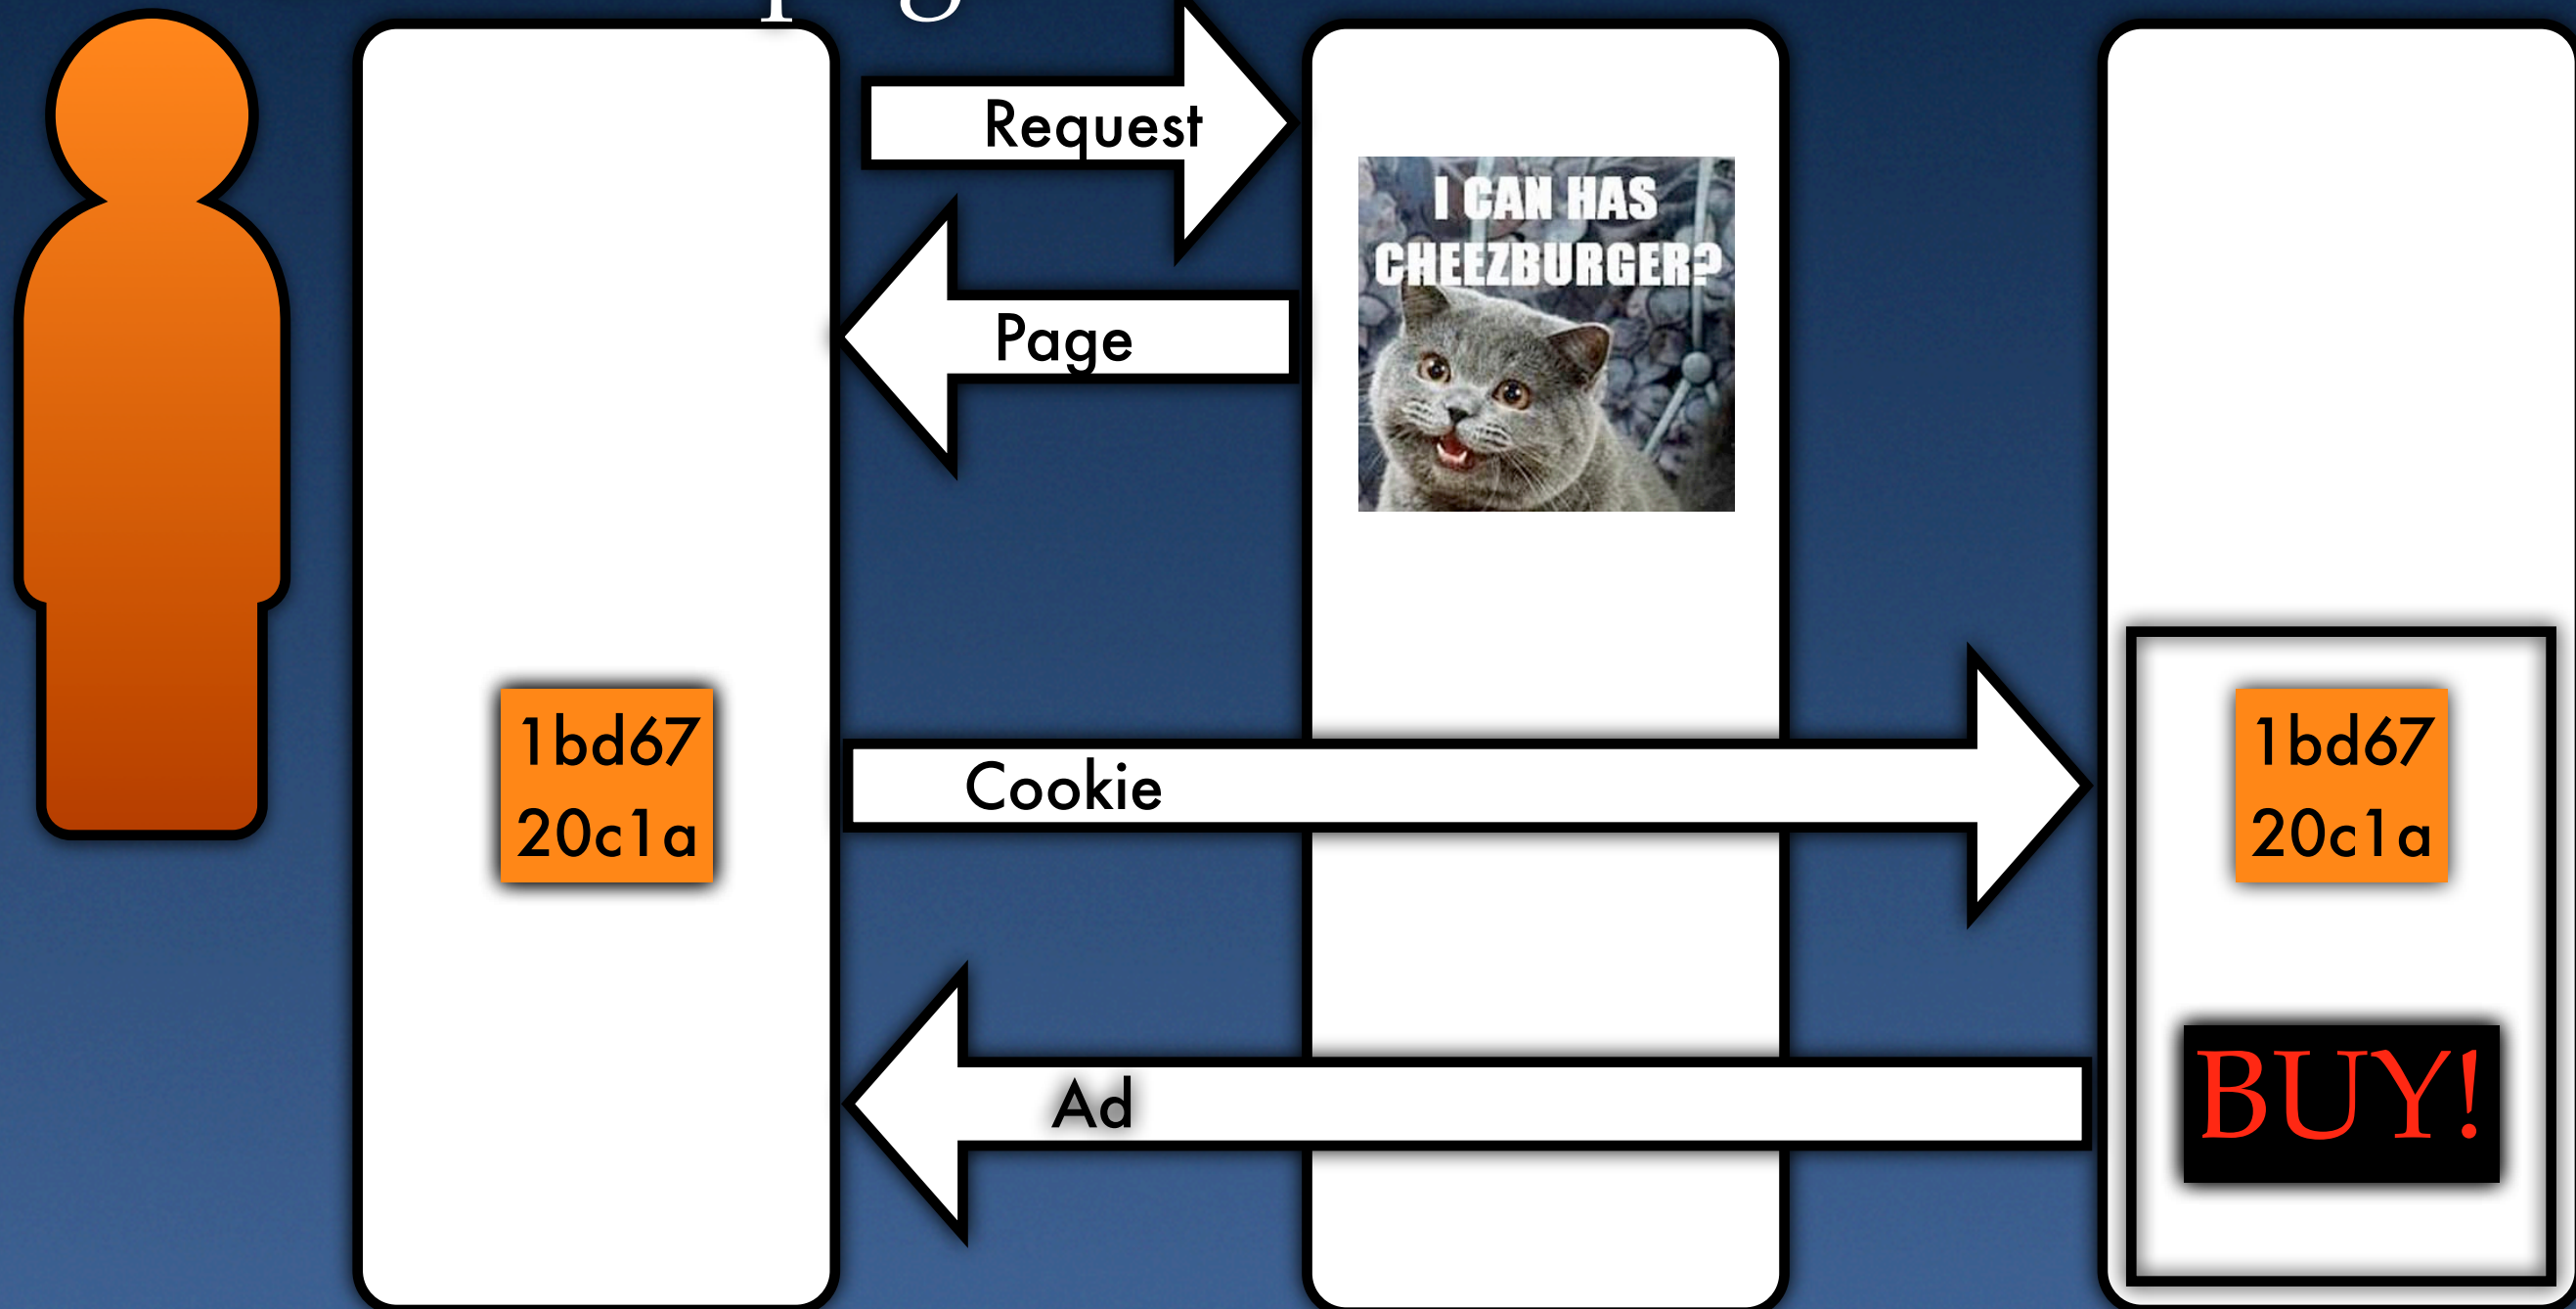 Request
I CAN HAS
CHEEZBURGER?
Page
1bd67
20c1a
Cookie
1bd67
20c1a
Ad
BUY!